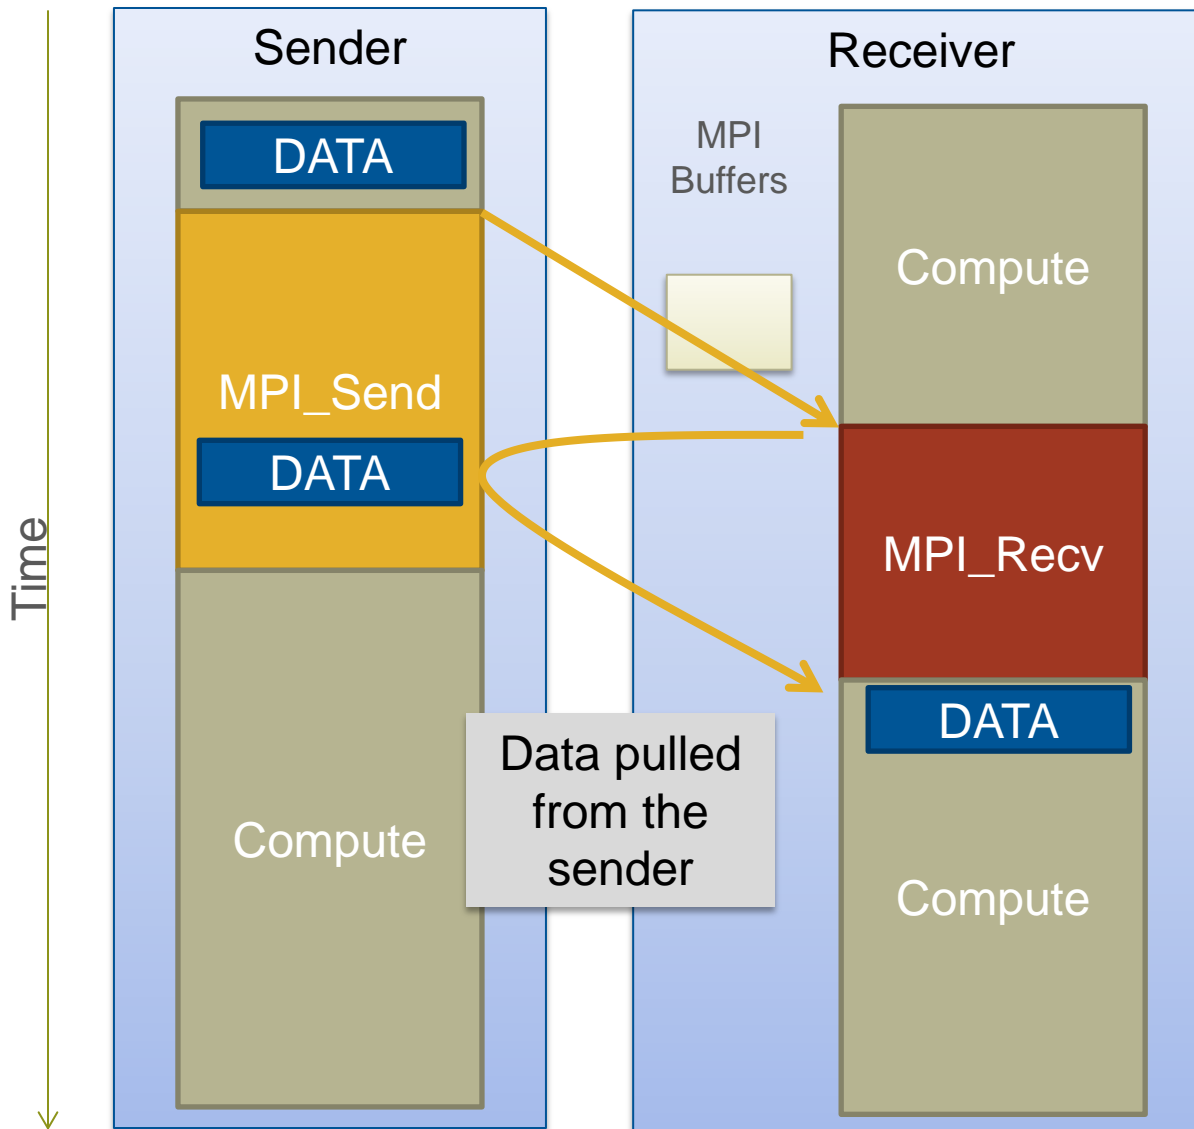 Sender
DATA
MPI_Send
DATA
Compute
Time
Data pulled
from the
sender
Receiver
MPI
Buffers
Compute
MPI_Recv
DATA
Compute